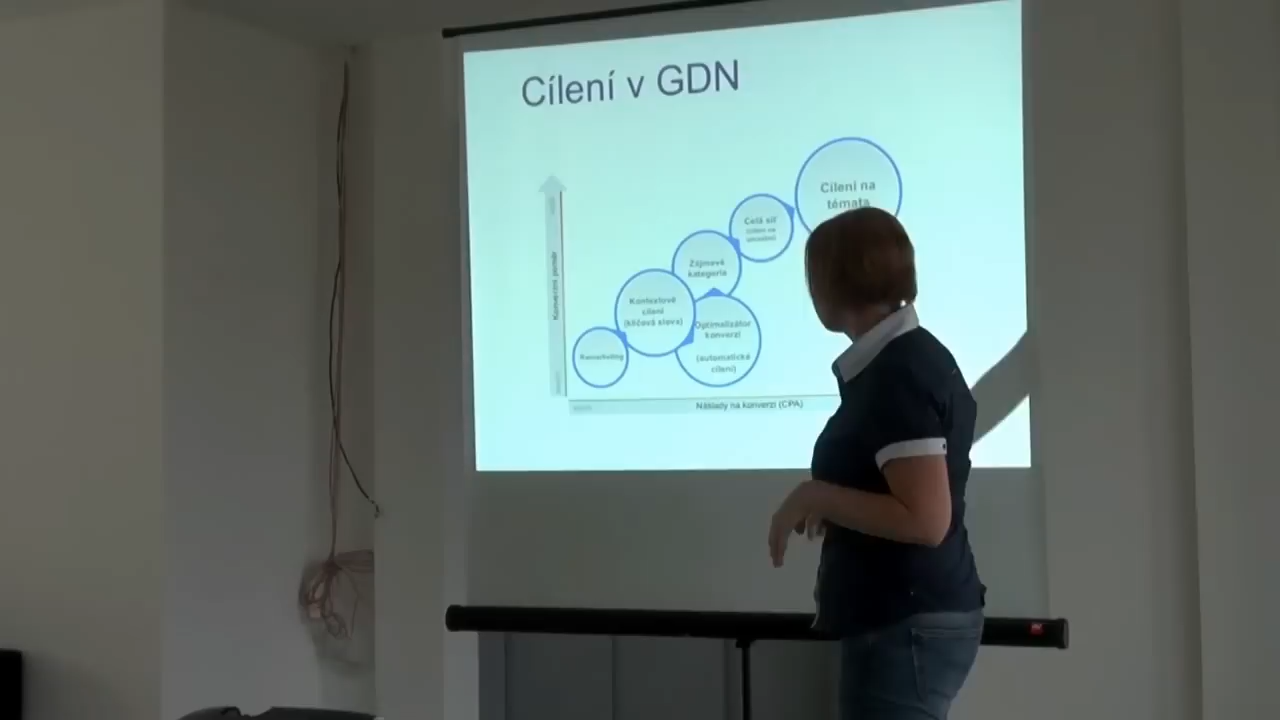 Cílení v GDN
Cílení na
témata
Celá síť
Zájmové
kategorie
Kontextové
cílení
(klíčová slova)
Optimalizátor
konverzí
(automatické
cílení)
Remarketing
Konverzní poměr
Náklady na konverzi (CPA)